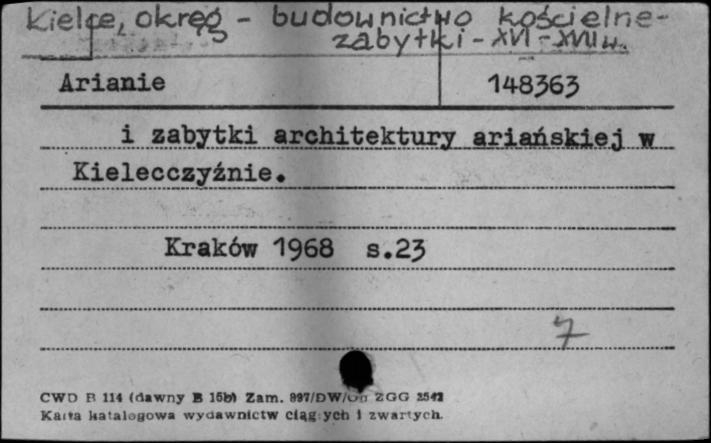 Kielce, okręg - budownictwo kościelne-
zabytki - XVI - XVII w.
Arianie 148363
i zabytki architektury ariańskiej w
Kielecczyźnie.
Kraków 1968 s.23
7
CWD B 114 (dawny B 15b) Zam. 897/DW/ ZGG 2542
Karta katalogowa wydawnictw ciągłych i zwartych.